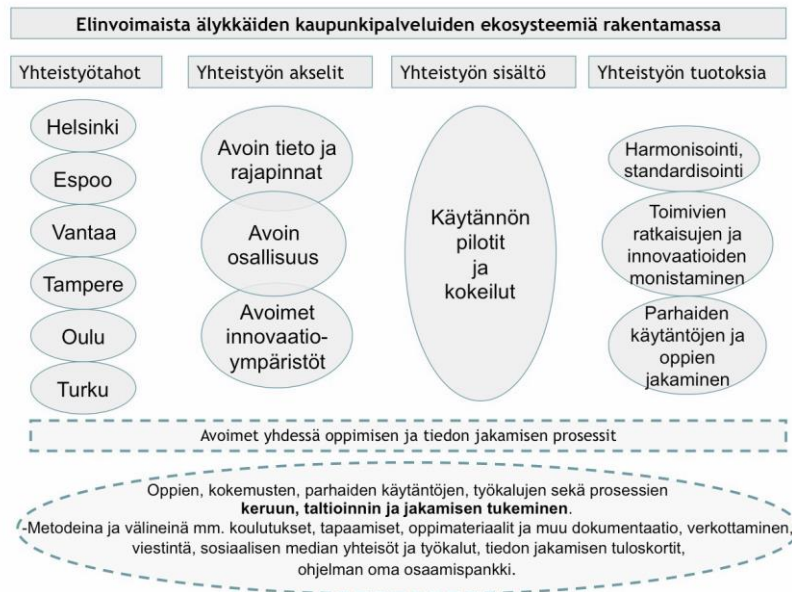 Elinvoimaista älykkäiden kaupunkipalveluiden ekosysteemiä rakentamassa
Yhteistyötahot
Helsinki
Espoo
Vantaa
Tampere
Oulu
Turku
Yhteistyön akselit
Avoin tieto ja
rajapinnat
Avoin
osallisuus
Avoimet
innovaatio-
ympäristöt
Yhteistyön sisältö
Käytännön
pilotit
ja
kokeilut
Yhteistyön tuotoksia
Harmonisointi,
standardisointi
Toimivien
ratkaisujen ja
innovaatioiden
monistaminen
Parhaiden
käytäntöjen ja
oppien
jakaminen
Avoimet yhdessä oppimisen ja tiedon jakamisen prosessit
Oppien, kokemusten, parhaiden käytäntöjen, työkalujen sekä prosessien
keruun, taltioinnin ja jakamisen tukeminen.
-Metodeina ja välineinä mm. koulutukset, tapaamiset, oppimateriaalit ja muu dokumentaatio, verkottaminen,
viestintä, sosiaalisen median yhteisöt ja työkalut, tiedon jakamisen tuloskortit,
ohjelman oma osaamispankki.